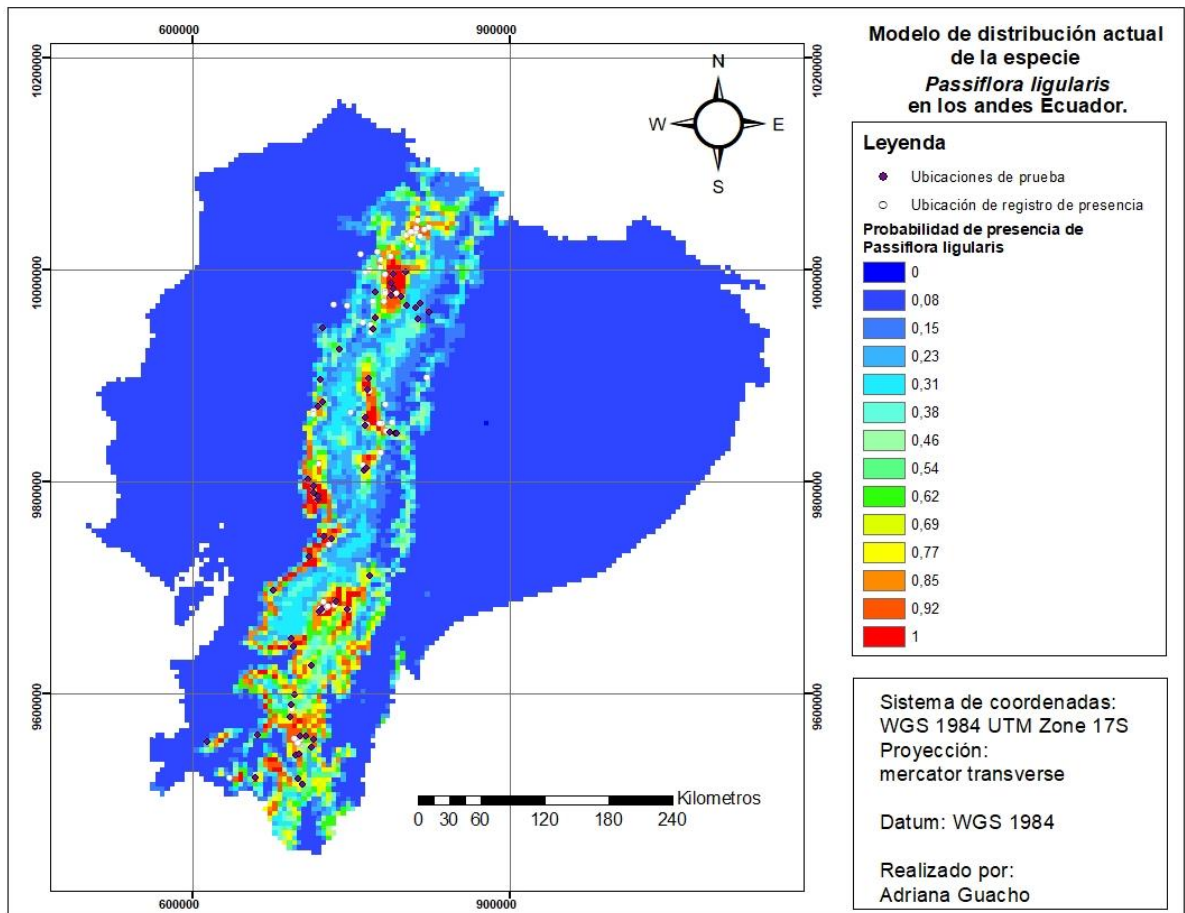 600000
900000
10200000
10200000
10000000
10000000
9800000
9800000
9600000
9600000
N
W
E
S
Kilometros
0 30 60 120 180 240
600000
900000
Modelo de distribución actual
de la especie
Passiflora ligularis
en los andes Ecuador.
Leyenda
Ubicaciones de prueba
Ubicación de registro de presencia
Probabilidad de presencia de
Passiflora ligularis
0
0,08
0,15
0,23
0,31
0,38
0,46
0,54
0,62
0,69
0,77
0,85
0,92
1
Sistema de coordenadas:
WGS 1984 UTM Zone 17S
Proyección:
mercator transverse
Datum: WGS 1984
Realizado por:
Adriana Guacho